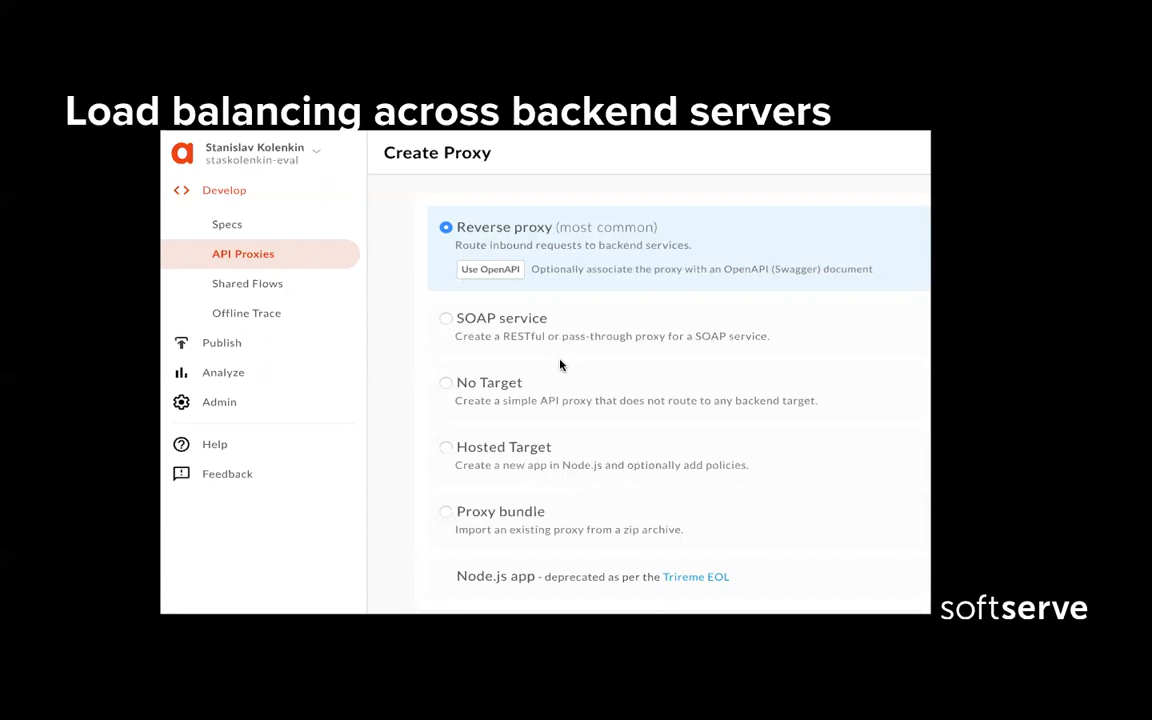 Load balancing across backend servers
Stanislav Kolenkin
staskolenkin-eval
Create Proxy
Develop
Specs
API Proxies
Shared Flows
Offline Trace
Publish
Analyze
Admin
Help
Feedback
Reverse proxy (most common)
Route inbound requests to backend services.
Use OpenAPI Optionally associate the proxy with an OpenAPI (Swagger) document
SOAP service
Create a RESTful or pass-through proxy for a SOAP service.
No Target
Create a simple API proxy that does not route to any backend target.
Hosted Target
Create a new app in Node.js and optionally add policies.
Proxy bundle
Import an existing proxy from a zip archive.
Node.js app - deprecated as per the Trireme EOL
softserve